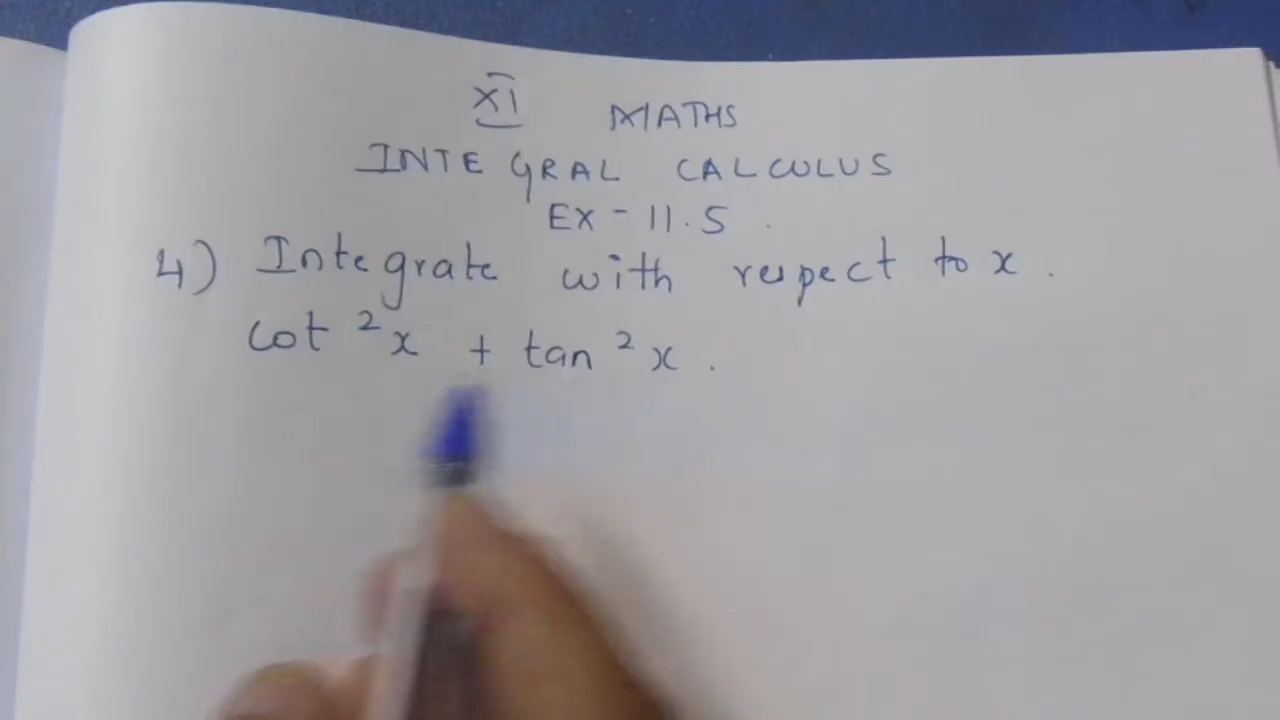 XI MATHS
INTEGRAL CALCULUS
EX - 11.5.
4) Integrate with respect to x.
cot ²x + tan ²x.